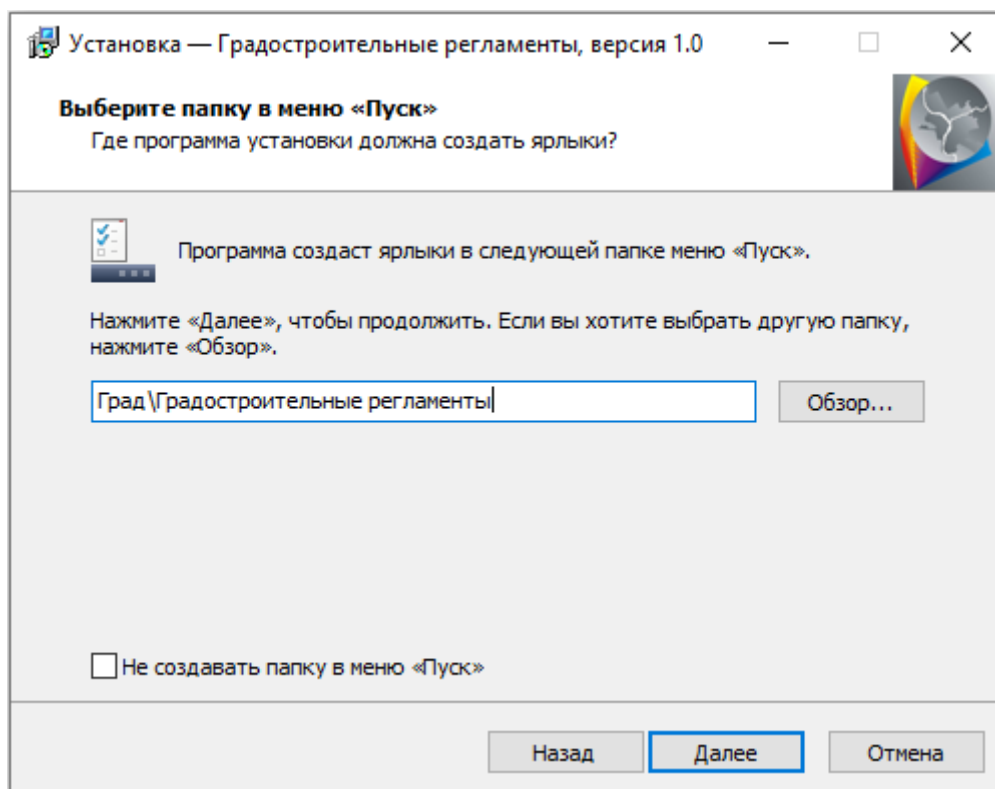 Установка — Градостроительные регламенты, версия 1.0
Выберите папку в меню «Пуск»
Где программа установки должна создать ярлыки?
Программа создаст ярлыки в следующей папке меню «Пуск».
Нажмите «Далее», чтобы продолжить. Если вы хотите выбрать другую папку,
нажмите «Обзор».
Град\Градостроительные регламенты
Обзор...
Не создавать папку в меню «Пуск»
Назад
Далее
Отмена